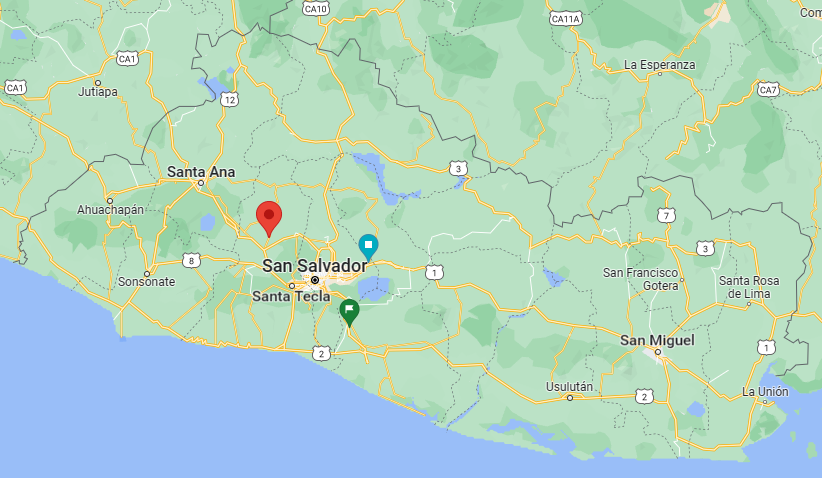 CA10
CA11A
Com
CA1
La Esperanza
CA1
Jutiapa
12
CA7
Santa Ana
3
Ahuachapán
7
8
San Salvador
1
3
Sonsonate
Santa Tecla
San Francisco
Gotera
Santa Rosa
de Lima
2
San Miguel
1
Usulután
2
La Unión